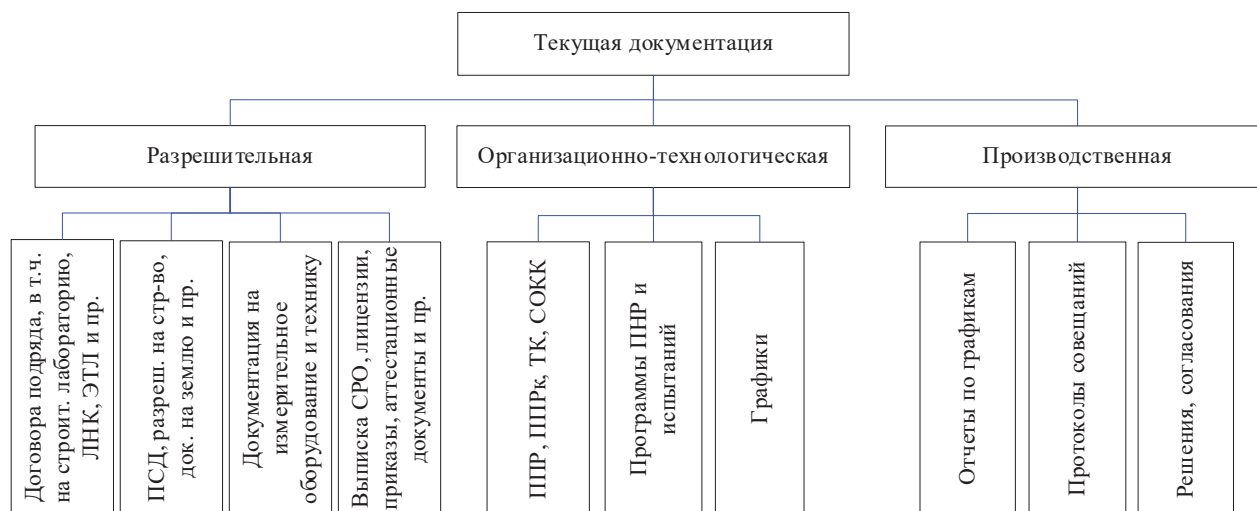 Текущая документация
Разрешительная
Организационно-технологическая
Производственная
Договора подряда, в т.ч.
на строит. лабораторию,
ЛНК, ЭТЛ и пр.
ПСД, разреш. на стр-во,
док. на землю и пр.
Документация на
измерительное
оборудование и технику
Выписка СРО, лицензии,
приказы, аттестационные
документы и пр.
ППР, ППРк, ТК, СОКК
Программы ПНР и
испытаний
Графики
Отчеты по графикам
Протоколы совещаний
Решения, согласования